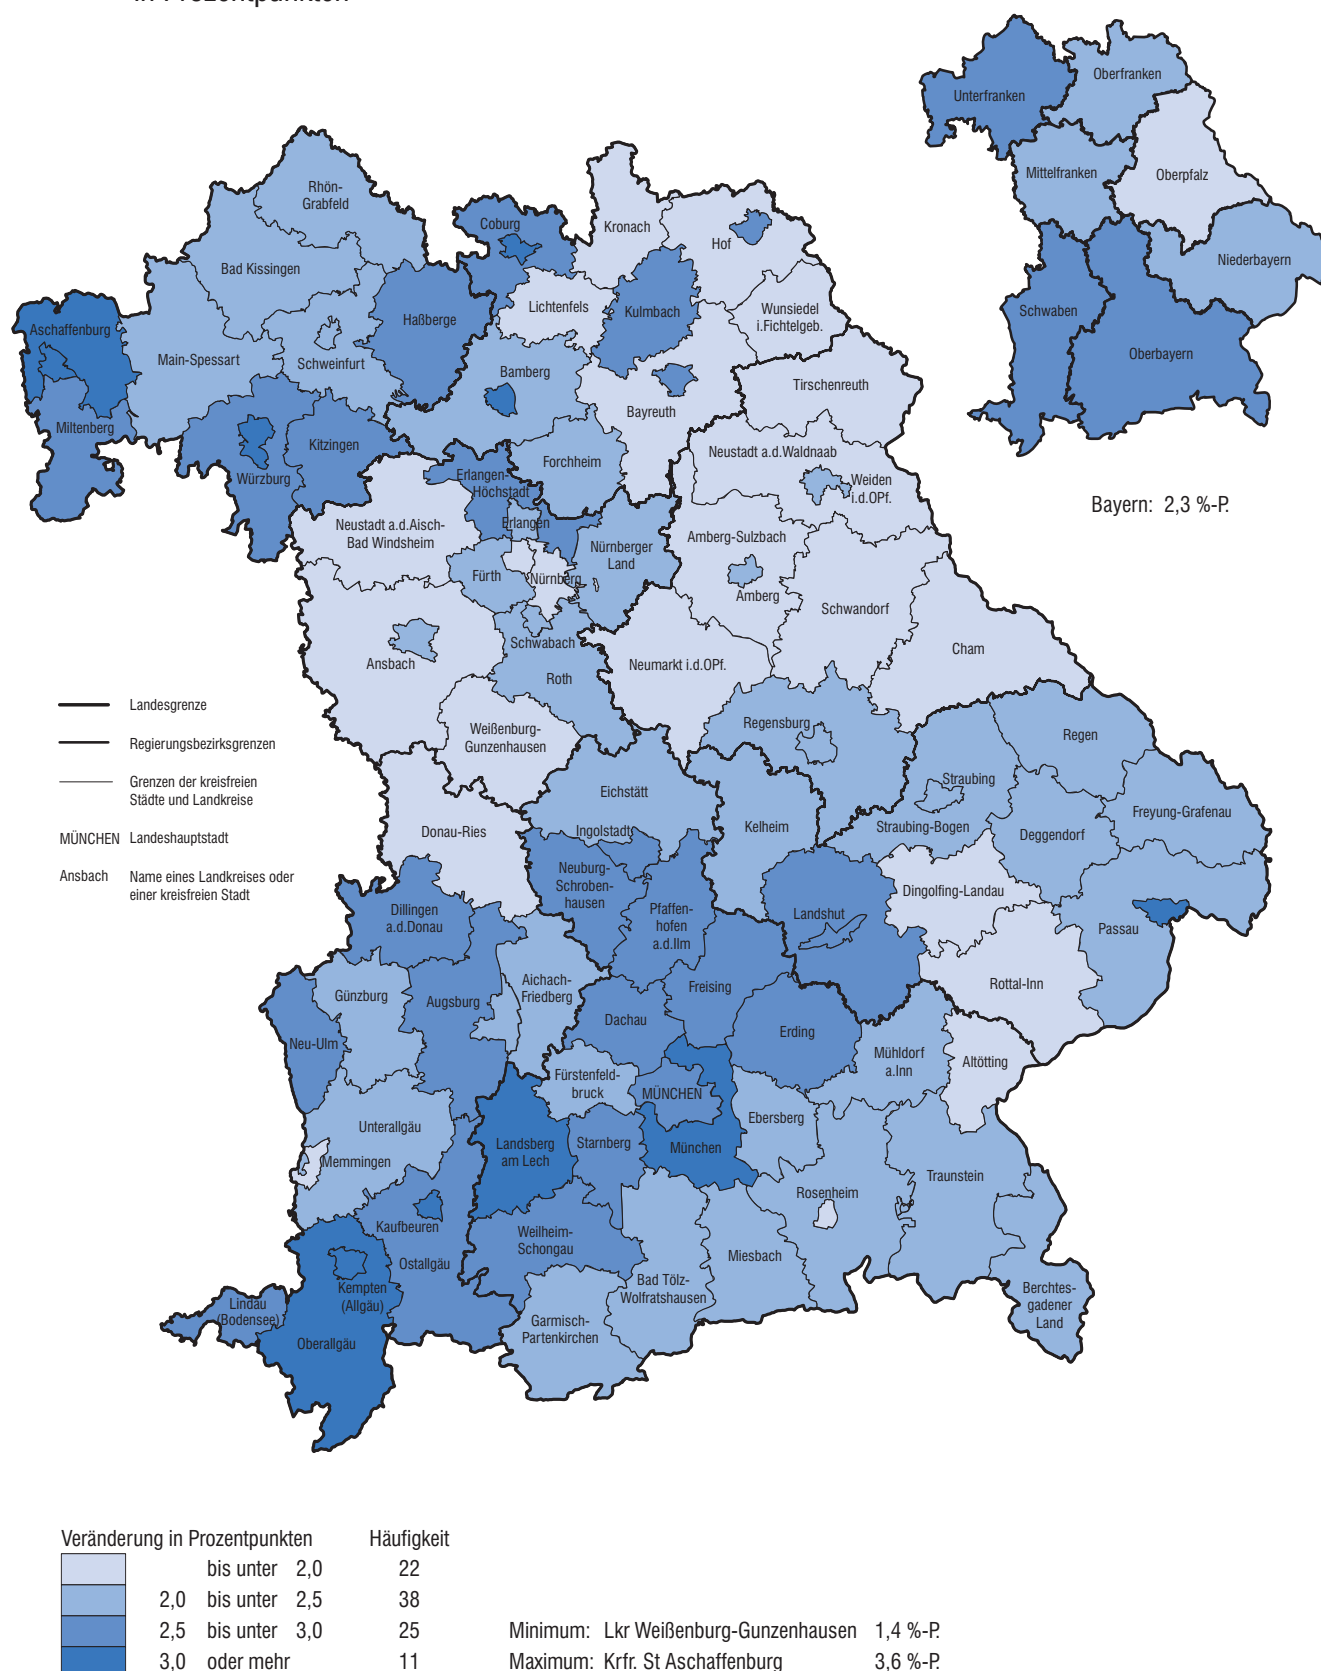 in Prozentpunkten
Unterfranken
Oberfranken
Mittelfranken
Oberpfalz
Niederbayern
Schwaben
Oberbayern
Bayern: 2,3 %-P.
Rhön-
Grabfeld
Bad Kissingen
Coburg
Kronach
Hof
Lichtenfels
Kulmbach
Wunsiedel
i.Fichtelgeb.
Haßberge
Aschaffenburg
Main-Spessart
Schweinfurt
Bamberg
Bayreuth
Tirschenreuth
Miltenberg
Würzburg
Kitzingen
Forchheim
Neustadt a.d.Waldnaab
Weiden
i.d.OPf.
Erlangen-
Höchstadt
Erlangen
Neustadt a.d.Aisch-
Bad Windsheim
Fürth
Nürnberg
Nürnberger
Land
Amberg-Sulzbach
Amberg
Schwandorf
Cham
Ansbach
Schwabach
Roth
Neumarkt i.d.OPf.
Weißenburg-
Gunzenhausen
Regensburg
Regen
Straubing
Straubing-Bogen
Deggendorf
Freyung-Grafenau
Eichstätt
Ingolstadt
Kelheim
Donau-Ries
Neuburg-
Schroben-
hausen
Pfaffen-
hofen
a.d.Ilm
Landshut
Dingolfing-Landau
Passau
Rottal-Inn
Dillingen
a.d.Donau
Aichach-
Friedberg
Augsburg
Günzburg
Neu-Ulm
Freising
Dachau
Erding
Mühldorf
a.Inn
Altötting
Fürstenfeld-
bruck
MÜNCHEN
München
Ebersberg
Unterallgäu
Memmingen
Landsberg
am Lech
Starnberg
Rosenheim
Traunstein
Kaufbeuren
Ostallgäu
Weilheim-
Schongau
Bad Tölz-
Wolfratshausen
Miesbach
Berchtes-
gadener
Land
Garmisch-
Partenkirchen
Kempten
(Allgäu)
Lindau
(Bodensee)
Oberallgäu
Landesgrenze
Regierungsbezirksgrenzen
Grenzen der kreisfreien
Städte und Landkreise
MÜNCHEN Landeshauptstadt
Ansbach Name eines Landkreises oder
einer kreisfreien Stadt
Veränderung in Prozentpunkten Häufigkeit
bis unter 2,0 22
2,0 bis unter 2,5 38
2,5 bis unter 3,0 25 Minimum: Lkr Weißenburg-Gunzenhausen 1,4 %-P.
3,0 oder mehr 11 Maximum: Krfr. St Aschaffenburg 3,6 %-P.